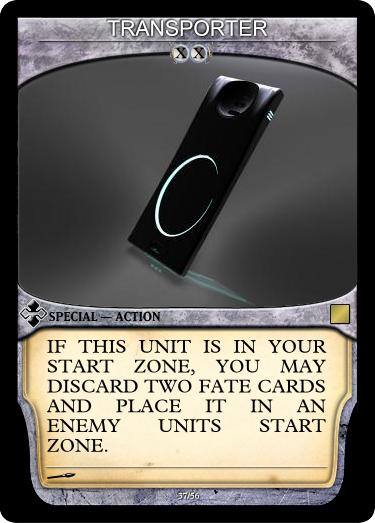 TRANSPORTER
X X
SPECIAL — ACTION
IF THIS UNIT IS IN YOUR
START ZONE, YOU MAY
DISCARD TWO FATE CARDS
AND PLACE IT IN AN
ENEMY UNITS START
ZONE.
37/56